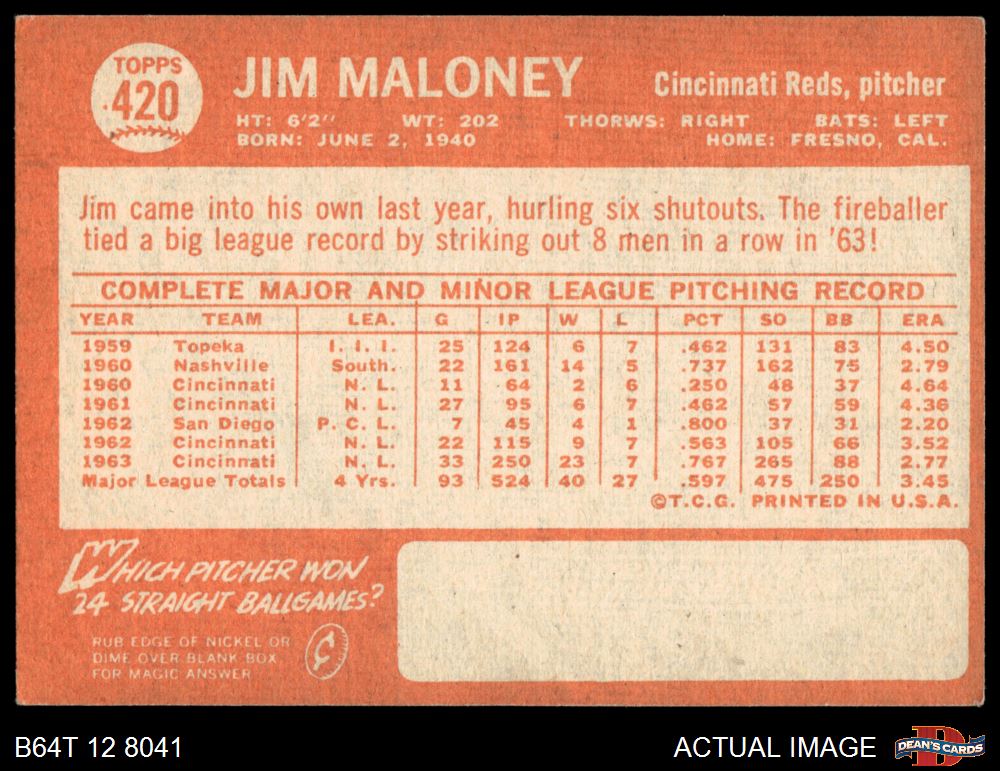 TOPPS
420
JIM MALONEY
Cincinnati Reds, pitcher
HT: 6'2" WT: 202 THORWS: RIGHT BATS: LEFT
BORN: JUNE 2, 1940 HOME: FRESNO, CAL.
Jim came into his own last year, hurling six shutouts. The fireballer
tied a big league record by striking out 8 men in a row in '63!
COMPLETE MAJOR AND MINOR LEAGUE PITCHING RECORD
YEAR TEAM LEA. G IP W L PCT SO BB ERA
1959 Topeka I. I. I. 25 124 6 7 .462 131 83 4.50
1960 Nashville South. 22 161 14 5 .737 162 75 2.79
1960 Cincinnati N. L. 11 64 2 6 .250 48 37 4.64
1961 Cincinnati N. L. 27 95 6 7 .462 57 59 4.36
1962 San Diego P. C. L. 7 45 4 1 .800 37 31 2.20
1962 Cincinnati N. L. 22 115 9 7 .563 105 66 3.52
1963 Cincinnati N. L. 33 250 23 7 .767 265 88 2.77
Major League Totals 4 Yrs. 93 524 40 27 .597 475 250 3.45
©T.C.G. PRINTED IN U.S.A.
WHICH PITCHER WON
24 STRAIGHT BALLGAMES?
RUB EDGE OF NICKEL OR
DIME OVER BLANK BOX
FOR MAGIC ANSWER
¢
B64T 12 8041
ACTUAL IMAGE
DEAN'S CARDS